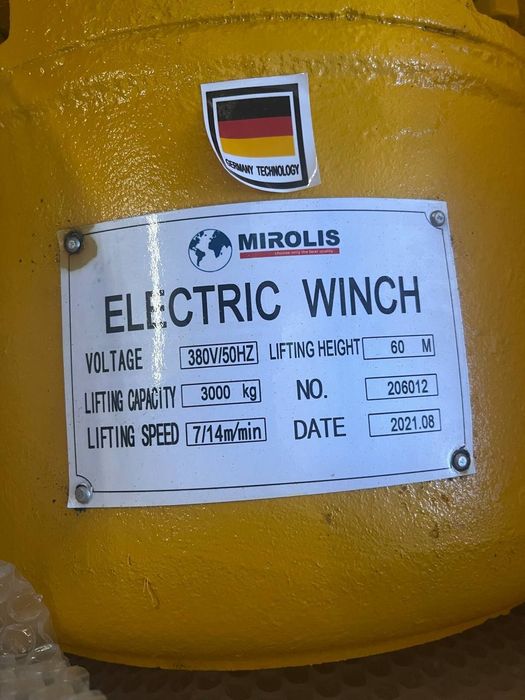 GERMANY TECHNOLOGY
MIROLIS
choose only the best quality
ELECTRIC WINCH
VOLTAGE 380V/50HZ LIFTING HEIGHT 60 M
LIFTING CAPACITY 3000 kg NO. 206012
LIFTING SPEED 7/14m/min DATE 2021.08